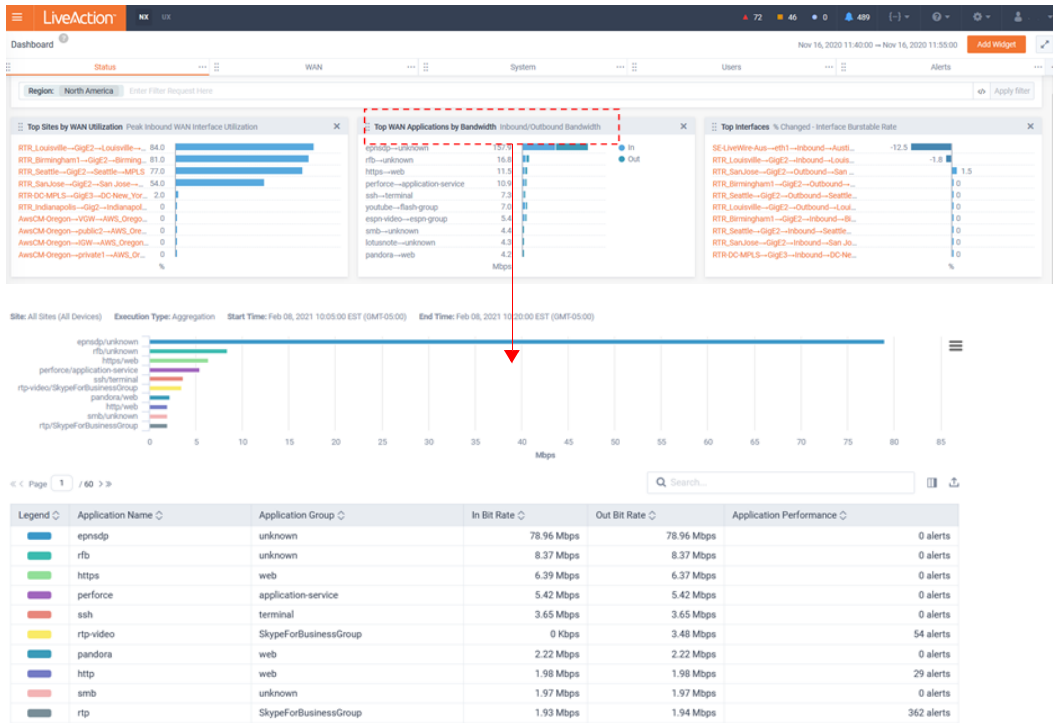 LiveAction NX UX 72 46 0 489
Dashboard Nov 16, 2020 11:40:00 → Nov 16, 2020 11:55:00 Add Widget
Status WAN System Users Alerts
Region: North America Enter Filter Request Here Apply filter
Top Sites by WAN Utilization Peak Inbound WAN Interface Utilization
RTR_Louisville→GigE2→Louisville→... 84.0
RTR_Birmingham1→GigE2→Birming... 81.0
RTR_Seattle→GigE2→Seattle→MPLS 77.0
RTR_SanJose→GigE2→San Jose→... 54.0
RTR-DC-MPLS→GigE3→DC-New_Yor... 2.0
RTR_Indianapolis→Gig2→Indianapol... 0
AwsCM-Oregon→VGW→AWS_Orego... 0
AwsCM-Oregon→public2→AWS_Ore... 0
AwsCM-Oregon→IGW→AWS_Oregon... 0
AwsCM-Oregon→private1→AWS_Or... 0
%
Top WAN Applications by Bandwidth Inbound/Outbound Bandwidth
epnsdp→unknown 157.9
rfb→unknown 16.8
https→web 11.5
perforce→application-service 10.9
ssh→terminal 7.3
youtube→flash-group 7.0
espn-video→espn-group 5.4
smb→unknown 4.4
lotusnote→unknown 4.3
pandora→web 4.2
Mbps
In
Out
Top Interfaces % Changed - Interface Burstable Rate
SE-LiveWire-Aus→eth1→Inbound→Austi... -12.5
RTR_Louisville→GigE2→Inbound→Louis... -1.8
RTR_SanJose→GigE2→Outbound→San ... 1.5
RTR_Birmingham1→GigE2→Outbound→... 0
RTR_Seattle→GigE2→Outbound→Seattle... 0
RTR_Louisville→GigE2→Outbound→Loui... 0
RTR_Birmingham1→GigE2→Inbound→Bi... 0
RTR_Seattle→GigE2→Inbound→Seattle... 0
RTR_SanJose→GigE2→Inbound→San Jo... 0
RTR-DC-MPLS→GigE3→Inbound→DC-Ne... 0
%
Site: All Sites (All Devices) Execution Type: Aggregation Start Time: Feb 08, 2021 10:05:00 EST (GMT-05:00) End Time: Feb 08, 2021 10:20:00 EST (GMT-05:00)
epnsdp/unknown
rfb/unknown
https/web
perforce/application-service
ssh/terminal
rtp-video/SkypeForBusinessGroup
pandora/web
http/web
smb/unknown
rtp/SkypeForBusinessGroup
0 5 10 15 20 25 30 35 40 45 50 55 60 65 70 75 80 85
Mbps
Page 1 / 60 Search...
Legend Application Name Application Group In Bit Rate Out Bit Rate Application Performance
epnsdp unknown 78.96 Mbps 78.96 Mbps 0 alerts
rfb unknown 8.37 Mbps 8.37 Mbps 0 alerts
https web 6.39 Mbps 6.37 Mbps 0 alerts
perforce application-service 5.42 Mbps 5.42 Mbps 0 alerts
ssh terminal 3.65 Mbps 3.65 Mbps 0 alerts
rtp-video SkypeForBusinessGroup 0 Kbps 3.48 Mbps 54 alerts
pandora web 2.22 Mbps 2.22 Mbps 0 alerts
http web 1.98 Mbps 1.98 Mbps 29 alerts
smb unknown 1.97 Mbps 1.97 Mbps 0 alerts
rtp SkypeForBusinessGroup 1.93 Mbps 1.94 Mbps 362 alerts